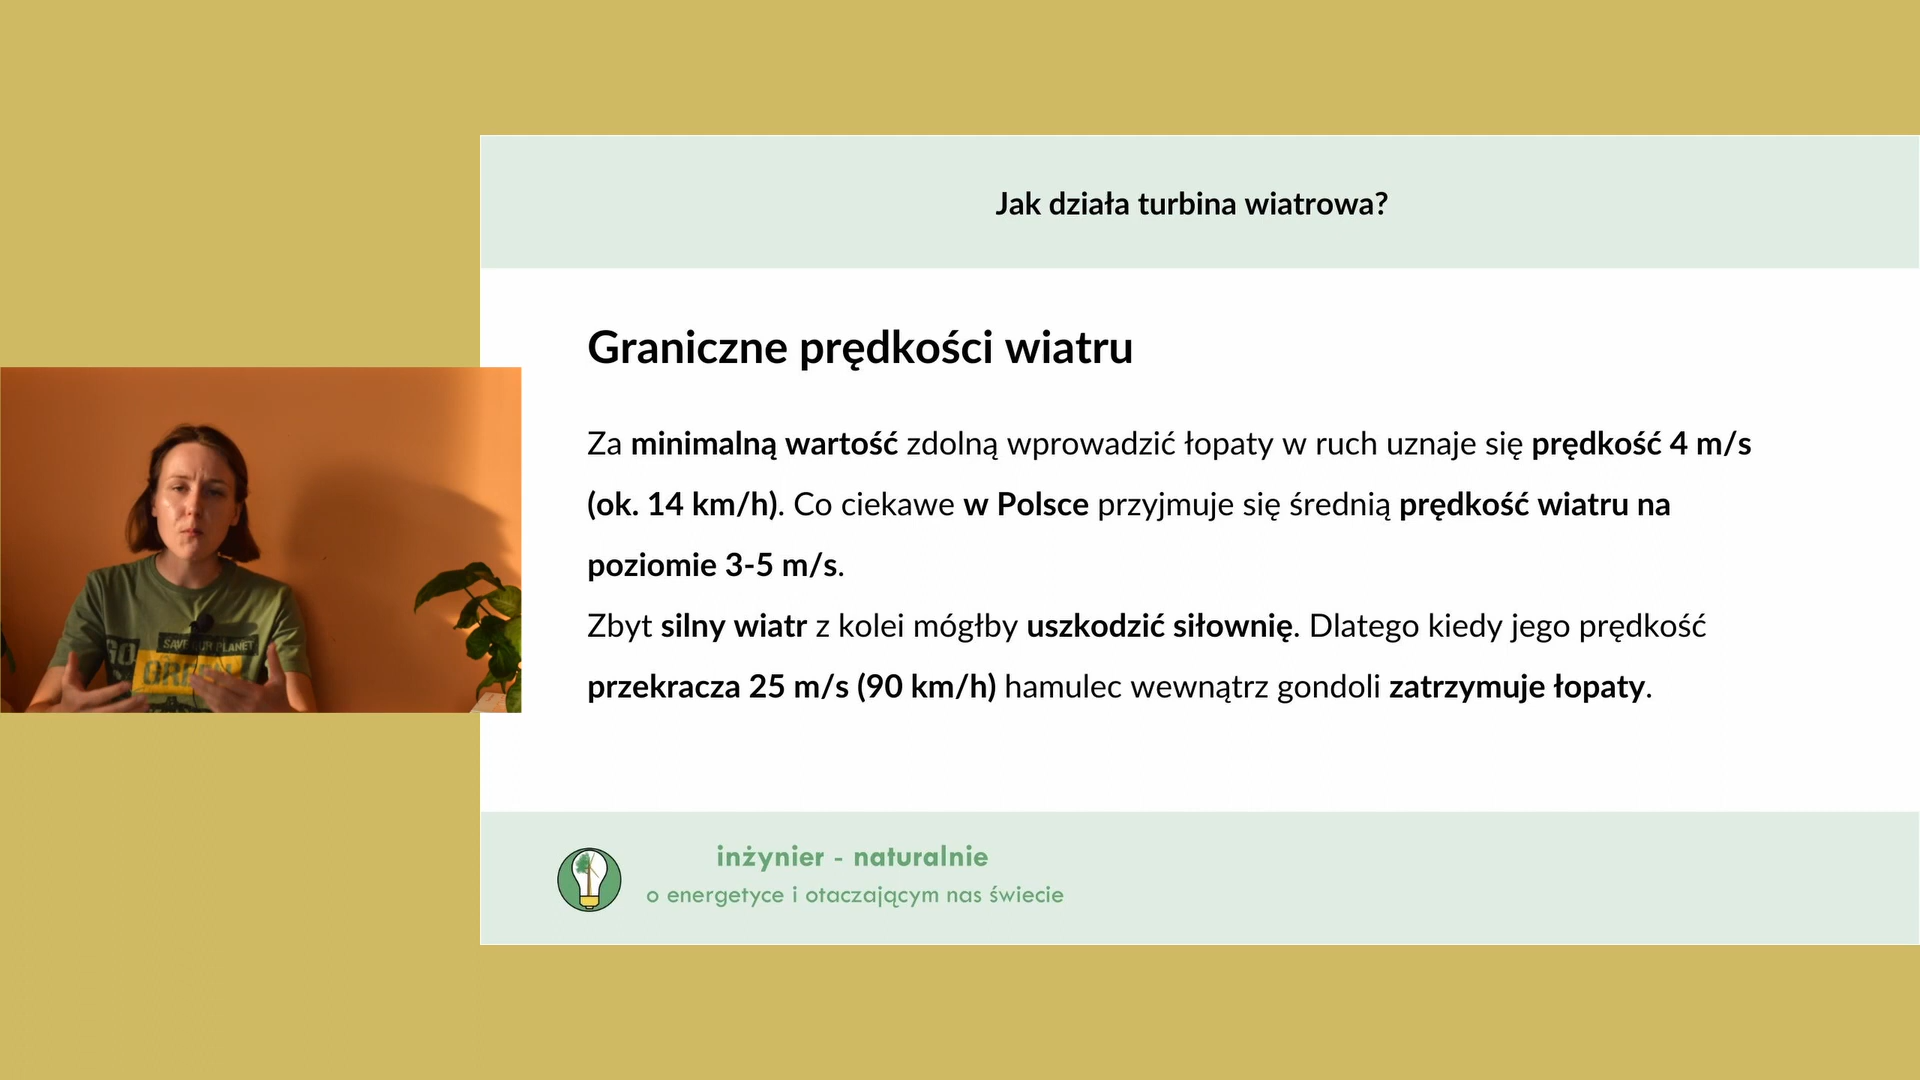 Jak działa turbina wiatrowa?
Graniczne prędkości wiatru
Za minimalną wartość zdolną wprowadzić łopaty w ruch uznaje się prędkość 4 m/s
(ok. 14 km/h). Co ciekawe w Polsce przyjmuje się średnią prędkość wiatru na
poziomie 3-5 m/s.
Zbyt silny wiatr z kolei mógłby uszkodzić siłownię. Dlatego kiedy jego prędkość
przekracza 25 m/s (90 km/h) hamulec wewnątrz gondoli zatrzymuje łopaty.
GO
SAVE OUR PLANET
GREEN
inżynier - naturalnie
o energetyce i otaczającym nas świecie